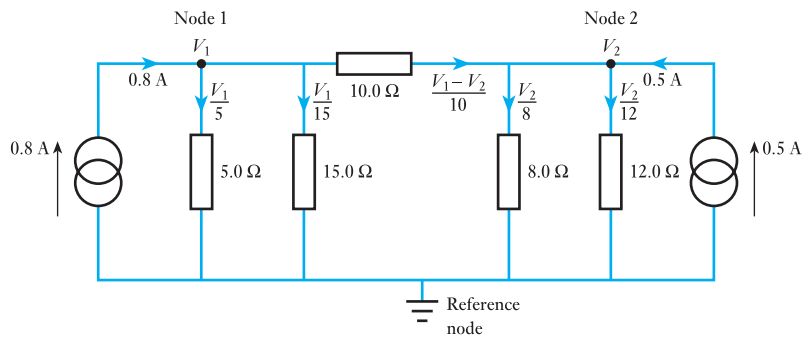 Node 1
Node 2
V₁
V₂
0.8 A
10.0 Ω
0.5 A
V₁
5
V₁
15
V₁ − V₂
10
V₂
8
V₂
12
0.8 A
5.0 Ω
15.0 Ω
8.0 Ω
12.0 Ω
0.5 A
Reference
node